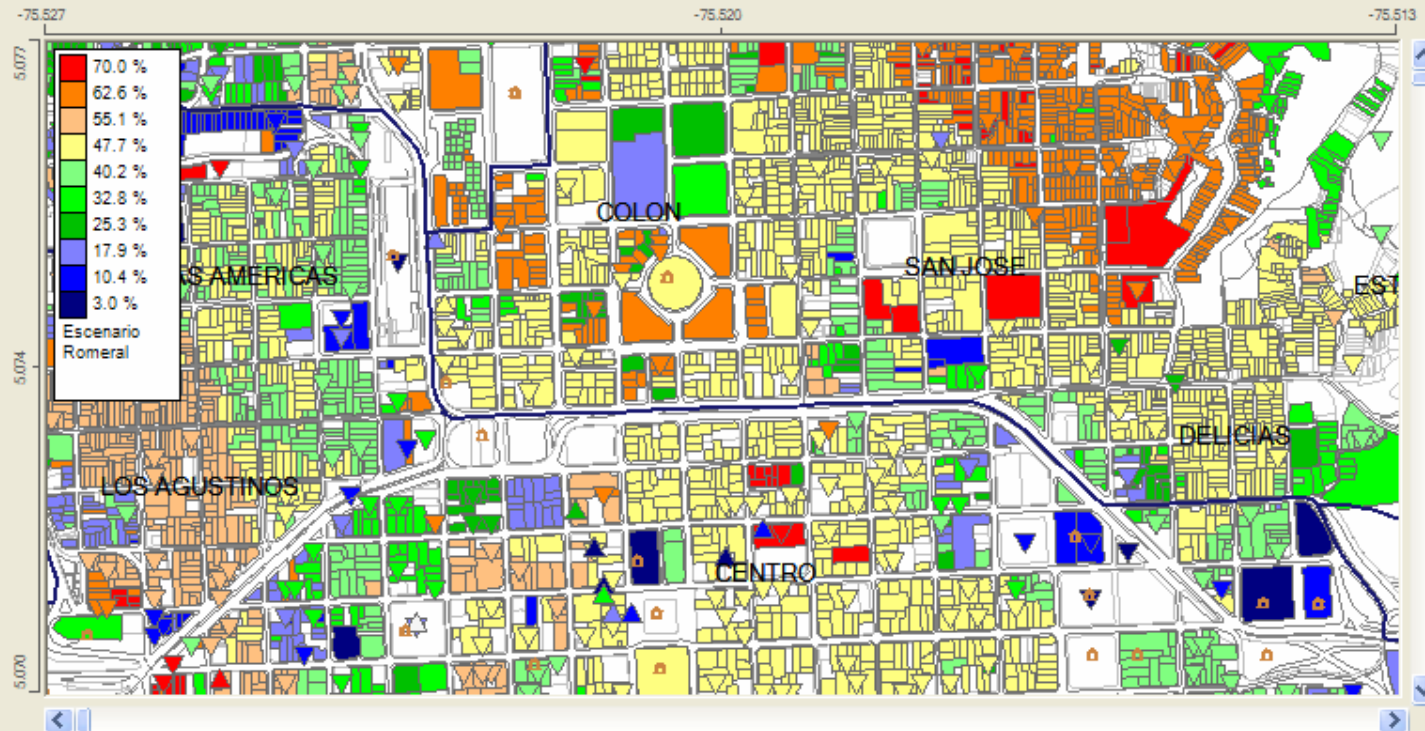 -75.527
-75.520
-75.513
5.077
5.074
5.070
70.0 %
62.6 %
55.1 %
47.7 %
40.2 %
32.8 %
25.3 %
17.9 %
10.4 %
3.0 %
Escenario
Romeral
COLON
AS AMERICAS
SAN JOSE
EST
DELICIAS
LOS AGUSTINOS
CENTRO